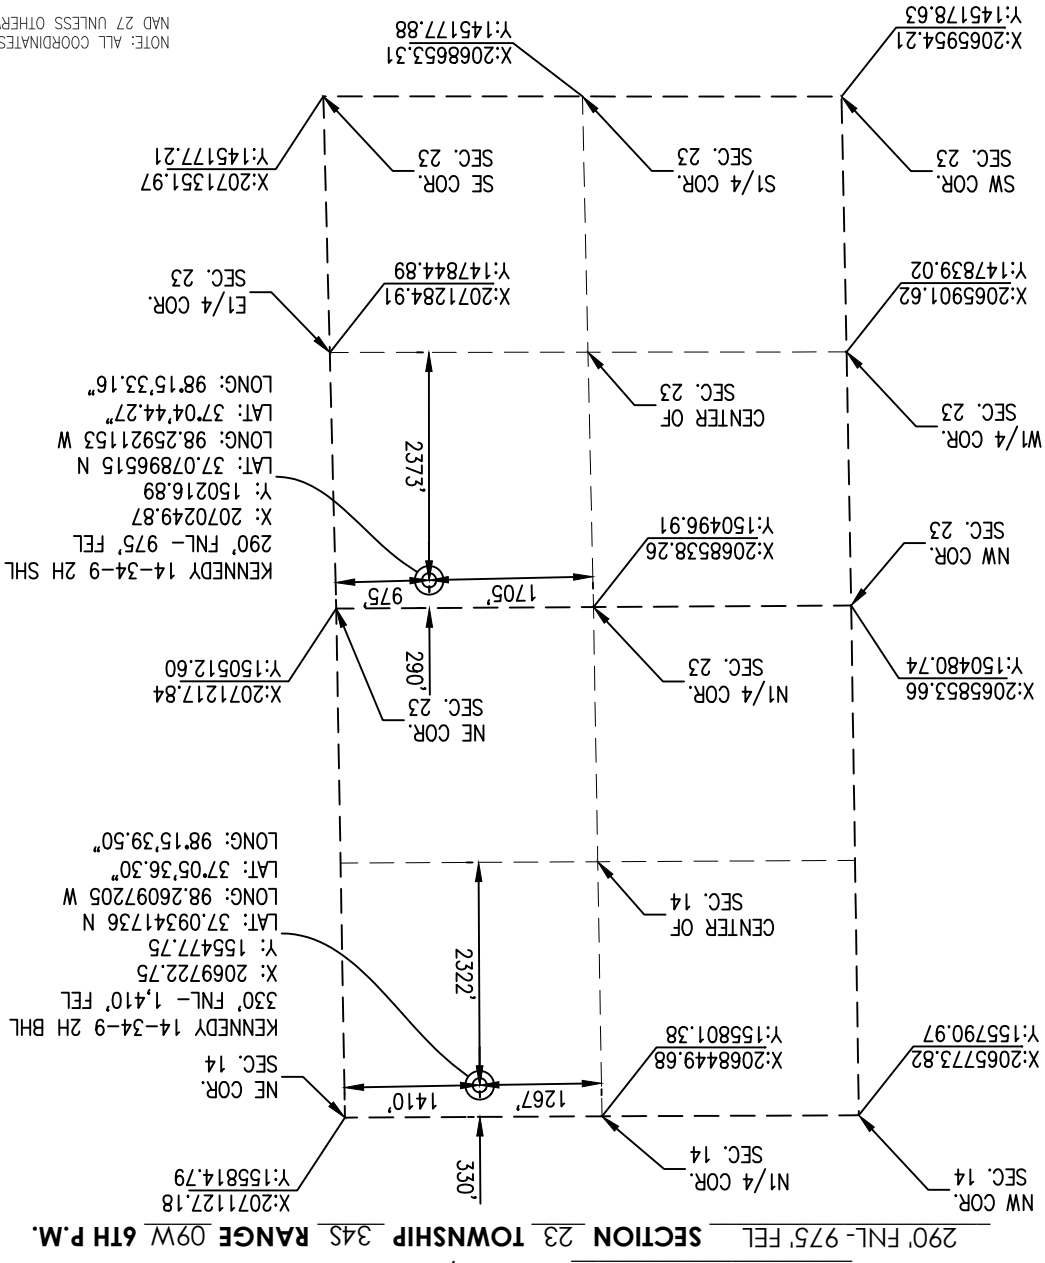 290' FNL- 975' FEL SECTION 23 TOWNSHIP 34S RANGE 09W 6TH P.M.
NW COR
SEC. 14
N1/4 COR.
SEC. 14
330'
X:2071127.18
Y:155814.79
X:2065773.82
Y:155790.97
X:2068449.68
Y:155801.38
1267'
1410'
NE COR.
SEC. 14
KENNEDY 14-34-9 2H BHL
330' FNL- 1,410' FEL
X: 2069722.75
Y: 155477.75
LAT: 37.09341736 N
LONG: 98.26097205 W
LAT: 37°05'36.30"
LONG: 98°15'39.50"
2322'
CENTER OF
SEC. 14
NE COR.
SEC. 23
X:2065853.66
Y:150480.74
N1/4 COR.
SEC. 23
290'
X:2071217.84
Y:150512.60
NW COR.
SEC. 23
X:2068538.26
Y:150496.91
1705'
975'
KENNEDY 14-34-9 2H SHL
290' FNL- 975' FEL
X: 2070249.87
Y: 150216.89
LAT: 37.07896515 N
LONG: 98.25921153 W
LAT: 37°04'44.27"
LONG: 98°15'33.16"
2373'
W1/4 COR.
SEC. 23
CENTER OF
SEC. 23
X:2065901.62
Y:147839.02
X:2071284.91
Y:147844.89
E1/4 COR.
SEC. 23
SW COR.
SEC. 23
S1/4 COR.
SEC. 23
SE COR.
SEC. 23
X:2071351.97
Y:145177.21
X:2065954.21
Y:145178.63
X:2068653.31
Y:145177.88
NOTE: ALL COORDINATES
NAD 27 UNLESS OTHER